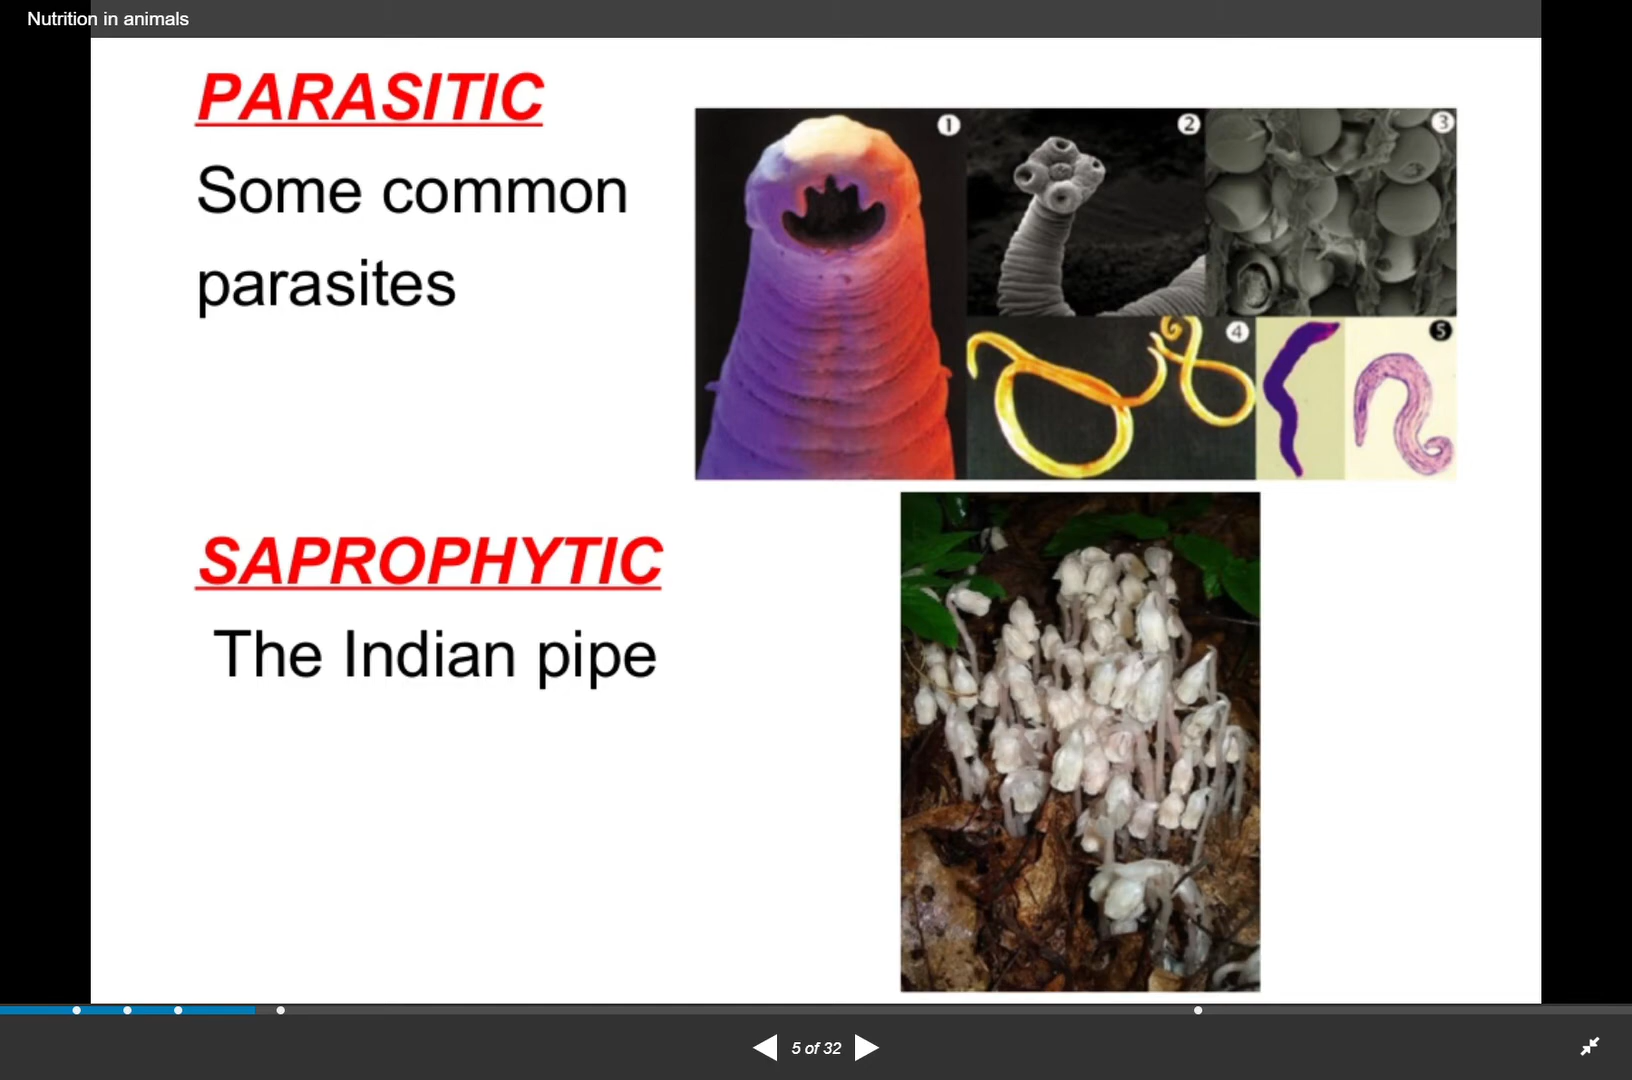 Nutrition in animals
PARASITIC
Some common
parasites
1
2
3
4
5
SAPROPHYTIC
The Indian pipe
5 of 32